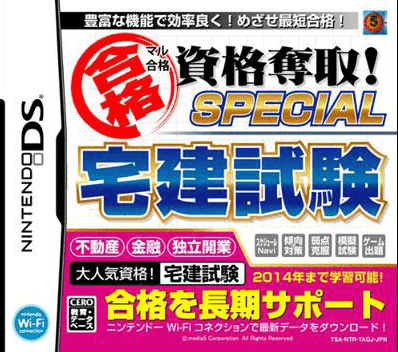 豊富な機能で効率良く！めざせ最短合格！
マル合格
合格
資格奪取！
SPECIAL
宅建試験
NINTENDO DS
不動産
金融
独立開業
スケジュールNavi
傾向対策
弱点克服
模擬試験
ゲーム出題
大人気資格！
宅建試験
2014年まで学習可能！
合格を長期サポート
ニンテンドーWi-Fiコネクションで最新データをダウンロード！
Nintendo
Wi-Fi
CONNECTION
CERO
教育・データベース
© media5 Corporation All Rights Reserved.
TSA-NTR-TAGJ-JPN